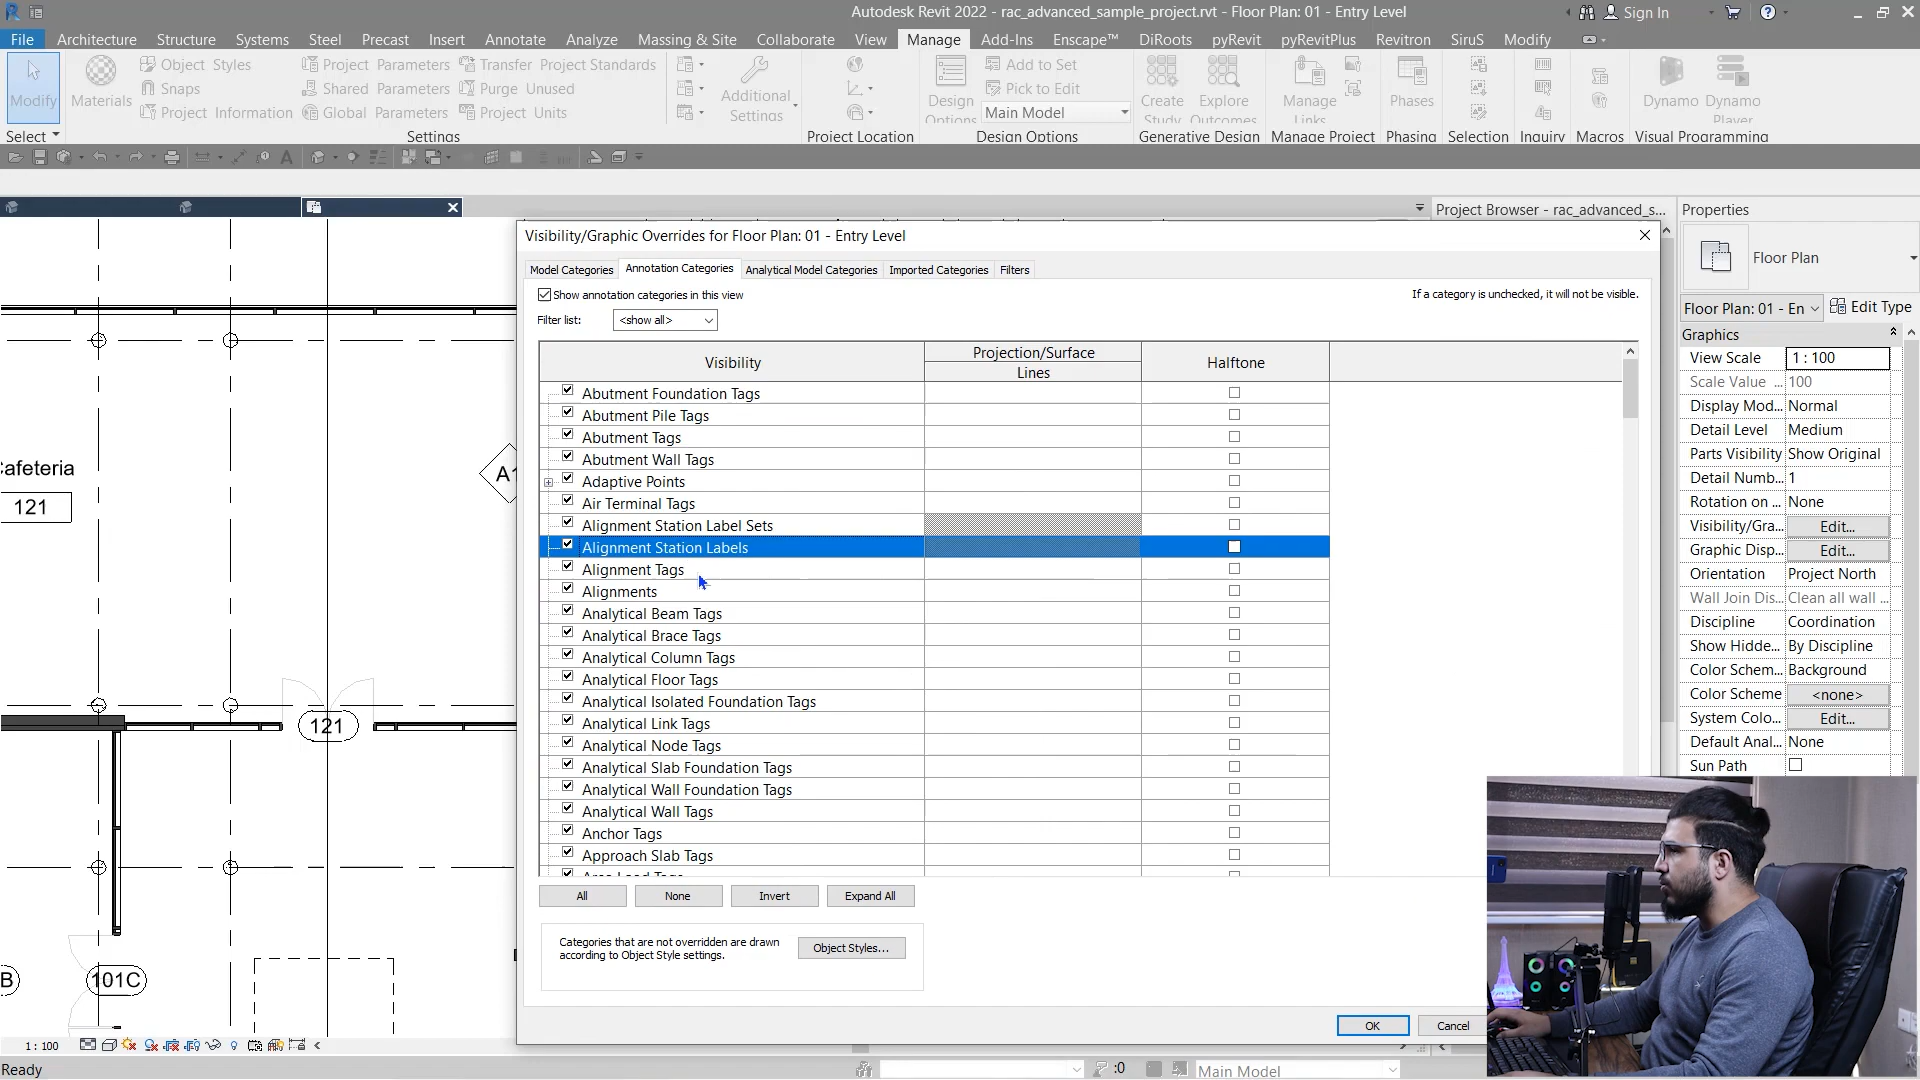 Autodesk Revit 2022 - rac_advanced_sample_project.rvt - Floor Plan: 01 - Entry Level
Sign In
File Architecture Structure Systems Steel Precast Insert Annotate Analyze Massing & Site Collaborate View Manage Add-Ins Enscape™ DiRoots pyRevit pyRevitPlus Revitron SiruS Modify
Modify
Materials
Object Styles
Snaps
Project Information
Project Parameters
Shared Parameters
Global Parameters
Transfer Project Standards
Purge Unused
Project Units
Additional
Settings
Design
Options
Add to Set
Pick to Edit
Main Model
Create
Study
Explore
Outcomes
Manage
Links
Phases
Dynamo
Dynamo
Player
Select
Settings
Project Location
Design Options
Generative Design
Manage Project
Phasing
Selection
Inquiry
Macros
Visual Programming
Project Browser - rac_advanced_s...
Properties
Visibility/Graphic Overrides for Floor Plan: 01 - Entry Level
Model Categories
Annotation Categories
Analytical Model Categories
Imported Categories
Filters
Show annotation categories in this view
If a category is unchecked, it will not be visible.
Filter list:
<show all>
Visibility
Projection/Surface
Lines
Halftone
Abutment Foundation Tags
Abutment Pile Tags
Abutment Tags
Abutment Wall Tags
Adaptive Points
Air Terminal Tags
Alignment Station Label Sets
Alignment Station Labels
Alignment Tags
Alignments
Analytical Beam Tags
Analytical Brace Tags
Analytical Column Tags
Analytical Floor Tags
Analytical Isolated Foundation Tags
Analytical Link Tags
Analytical Node Tags
Analytical Slab Foundation Tags
Analytical Wall Foundation Tags
Analytical Wall Tags
Anchor Tags
Approach Slab Tags
Area Load Tags
All
None
Invert
Expand All
Categories that are not overridden are drawn
according to Object Style settings.
Object Styles...
OK
Cancel
Floor Plan
Floor Plan: 01 - En
Edit Type
Graphics
View Scale 1 : 100
Scale Value ... 100
Display Mod... Normal
Detail Level Medium
Parts Visibility Show Original
Detail Numb... 1
Rotation on ... None
Visibility/Gra... Edit...
Graphic Disp... Edit...
Orientation Project North
Wall Join Dis... Clean all wall ...
Discipline Coordination
Show Hidde... By Discipline
Color Schem... Background
Color Scheme <none>
System Colo... Edit...
Default Anal... None
Sun Path
afeteria
121
A1
121
B
101C
1 : 100
Ready
:0
Main Model